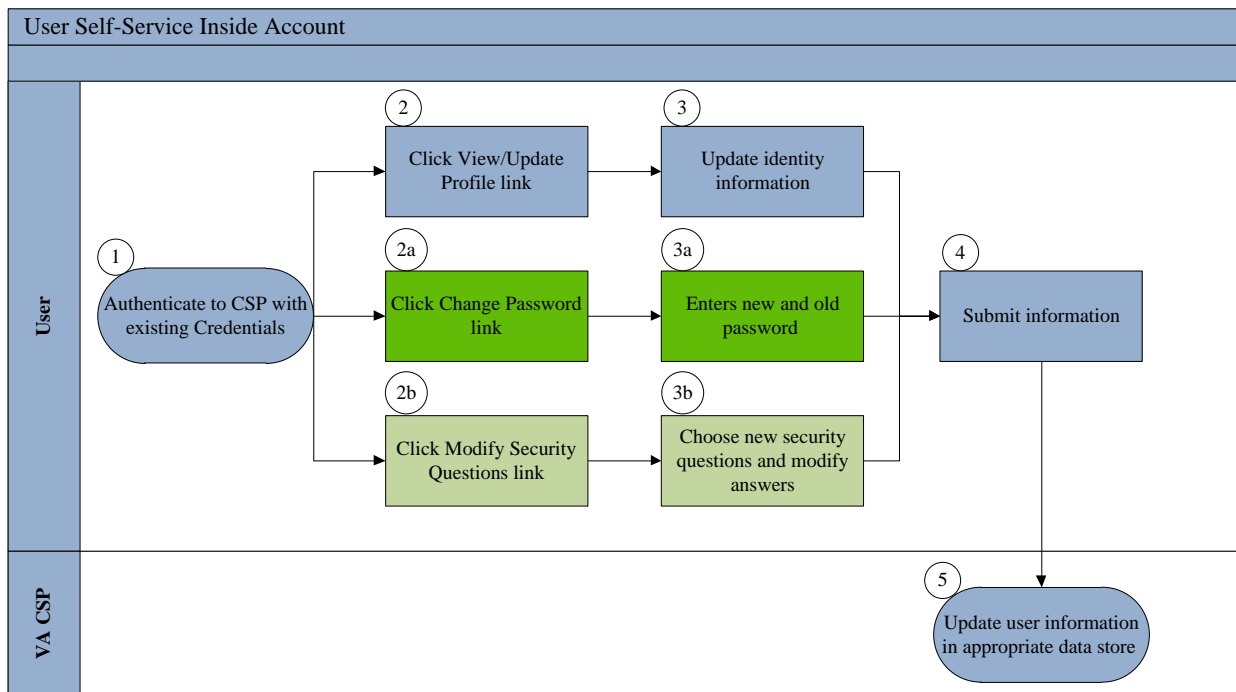 User Self-Service Inside Account
User
1
Authenticate to CSP with
existing Credentials
2
Click View/Update
Profile link
3
Update identity
information
2a
Click Change Password
link
3a
Enters new and old
password
2b
Click Modify Security
Questions link
3b
Choose new security
questions and modify
answers
4
Submit information
VA CSP
5
Update user information
in appropriate data store